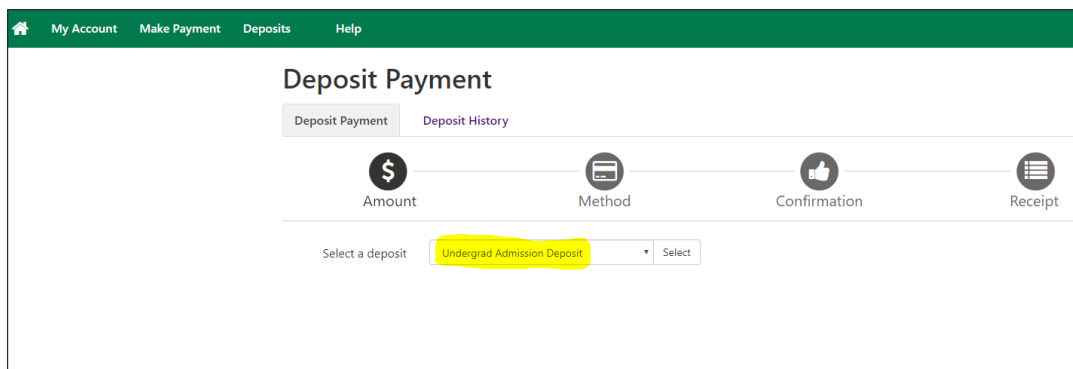 My Account Make Payment Deposits Help
Deposit Payment
Deposit Payment Deposit History
$
Amount Method Confirmation Receipt
Select a deposit Undergrad Admission Deposit Select